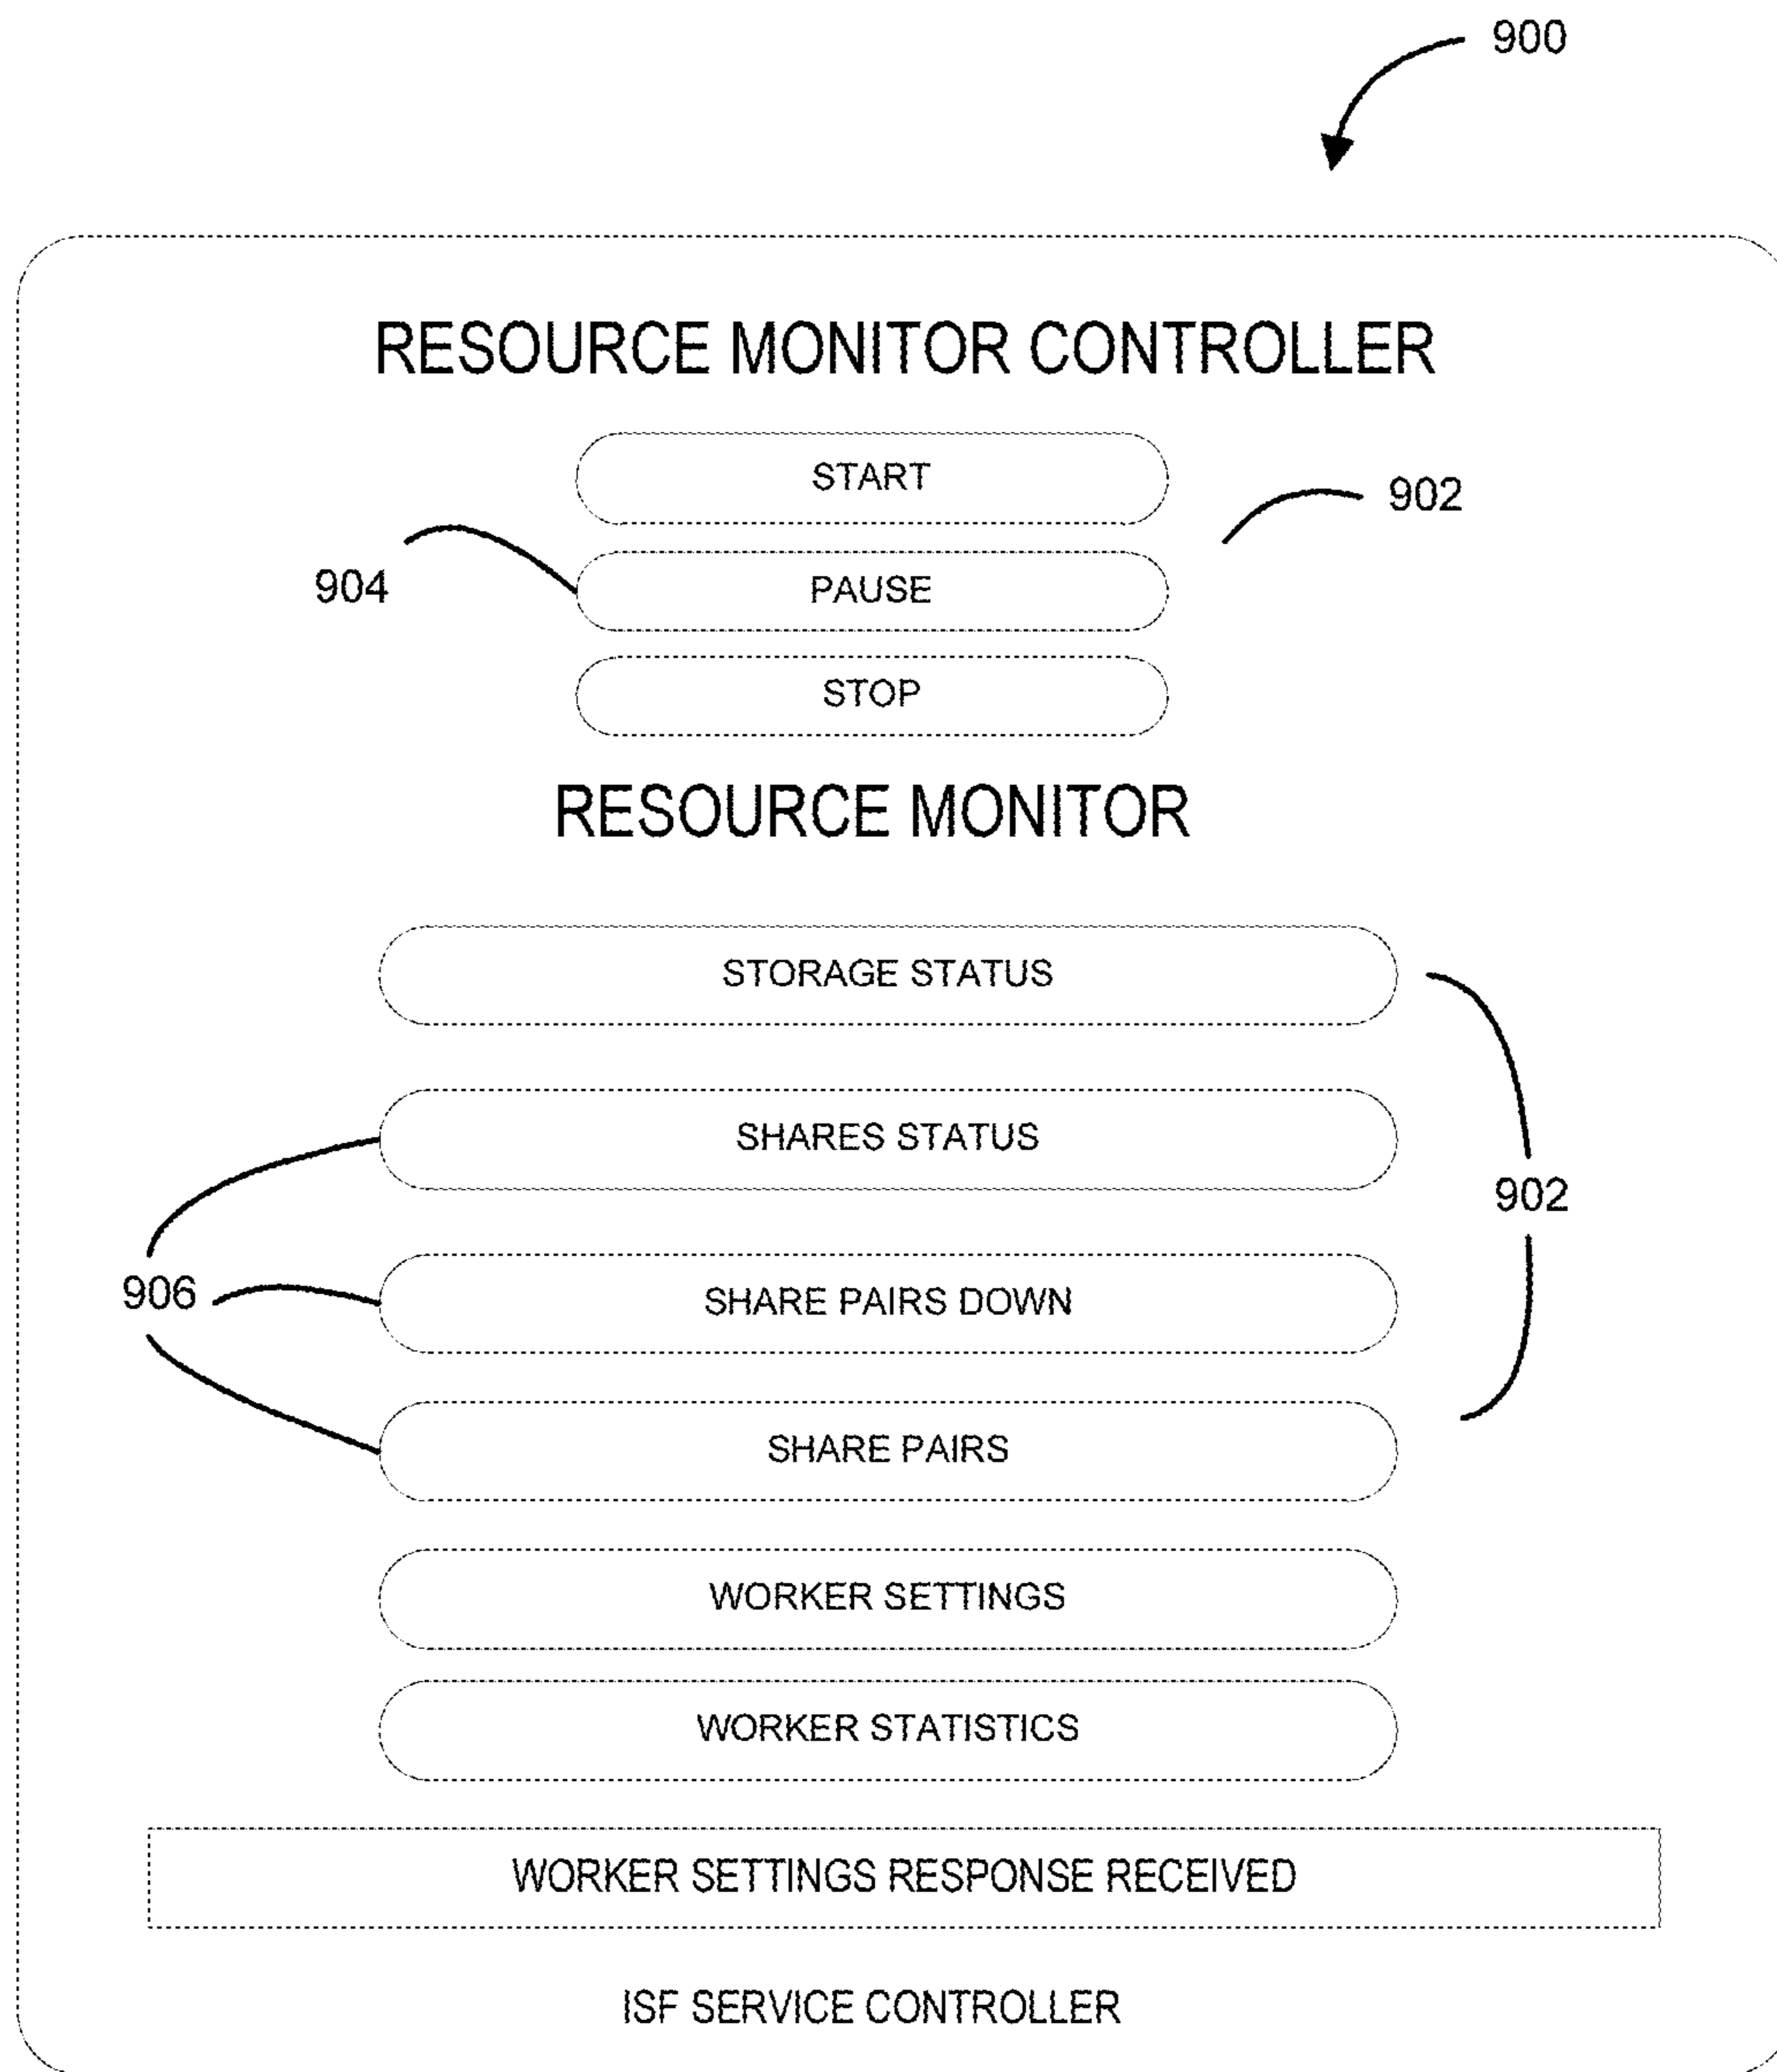 900
RESOURCE MONITOR CONTROLLER
START
902
904
PAUSE
STOP
RESOURCE MONITOR
STORAGE STATUS
SHARES STATUS
902
906
SHARE PAIRS DOWN
SHARE PAIRS
WORKER SETTINGS
WORKER STATISTICS
WORKER SETTINGS RESPONSE RECEIVED
ISF SERVICE CONTROLLER